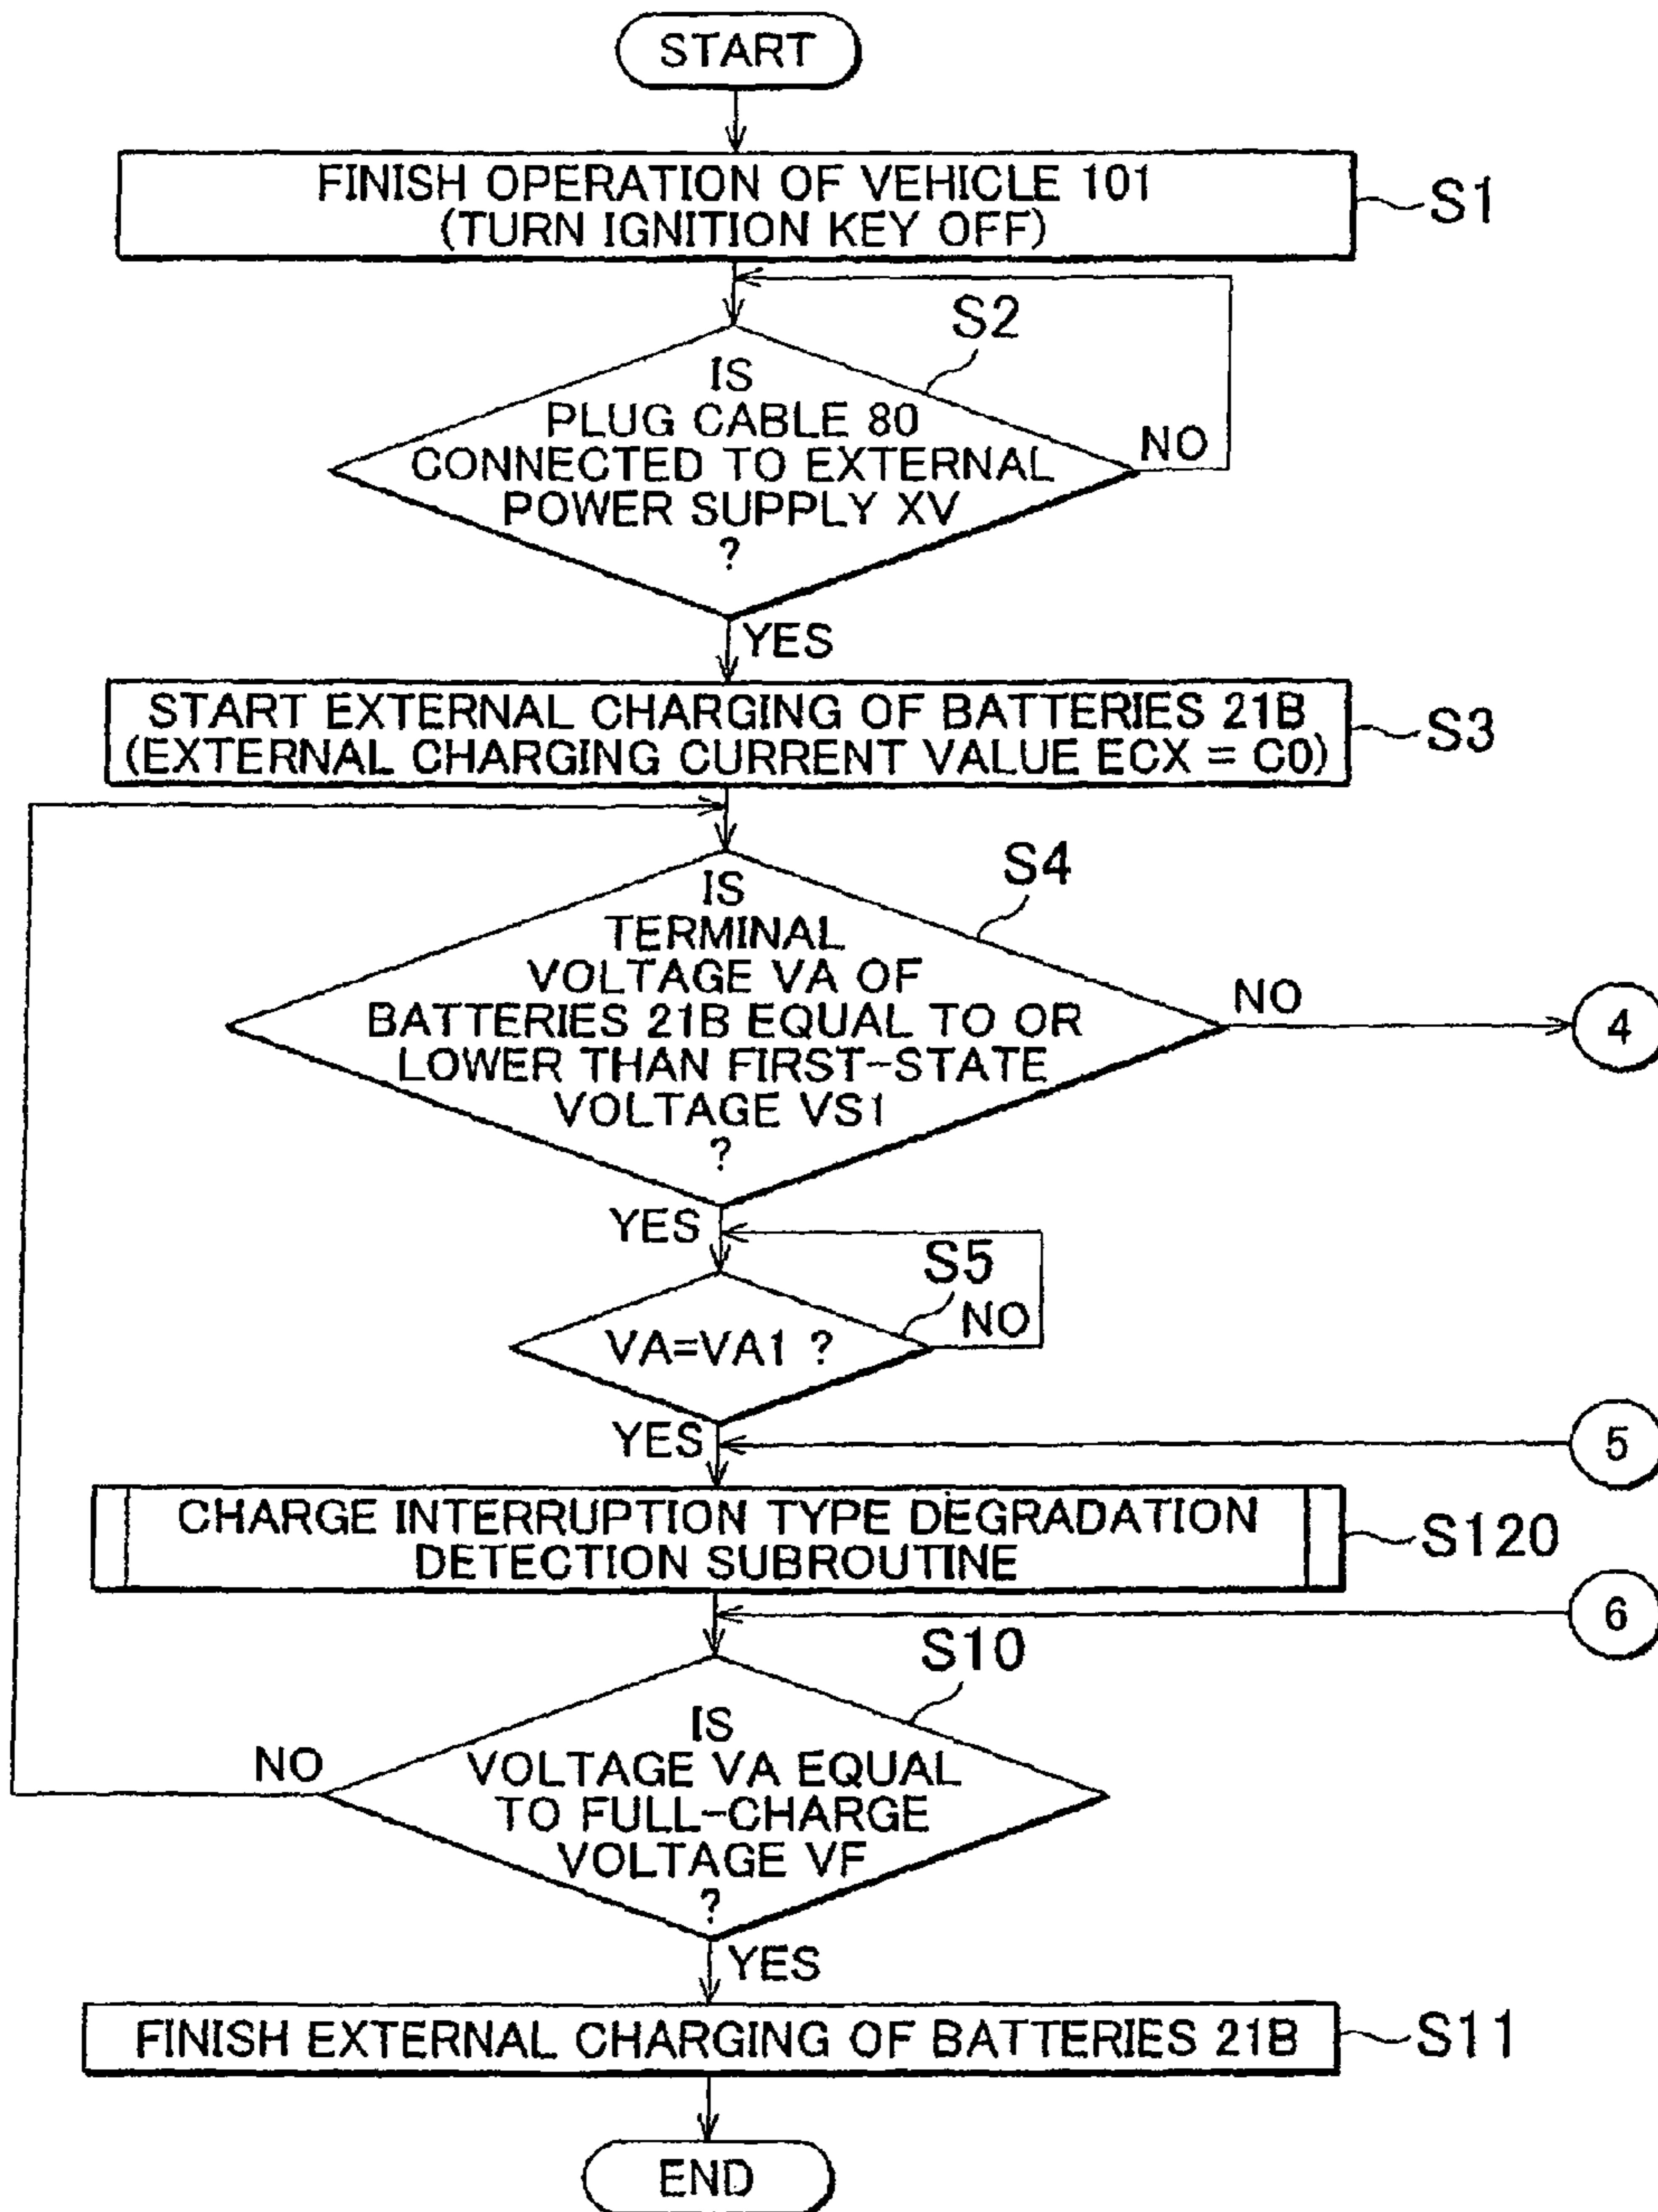 START
FINISH OPERATION OF VEHICLE 101
(TURN IGNITION KEY OFF)
S1
S2
IS
PLUG CABLE 80
CONNECTED TO EXTERNAL
POWER SUPPLY XV
?
NO
YES
START EXTERNAL CHARGING OF BATTERIES 21B
(EXTERNAL CHARGING CURRENT VALUE ECX = C0)
S3
S4
IS
TERMINAL
VOLTAGE VA OF
BATTERIES 21B EQUAL TO OR
LOWER THAN FIRST-STATE
VOLTAGE VS1
?
NO
4
YES
S5
VA=VA1 ?
NO
YES
5
CHARGE INTERRUPTION TYPE DEGRADATION
DETECTION SUBROUTINE
S120
6
S10
IS
VOLTAGE VA EQUAL
TO FULL-CHARGE
VOLTAGE VF
?
NO
YES
FINISH EXTERNAL CHARGING OF BATTERIES 21B
S11
END